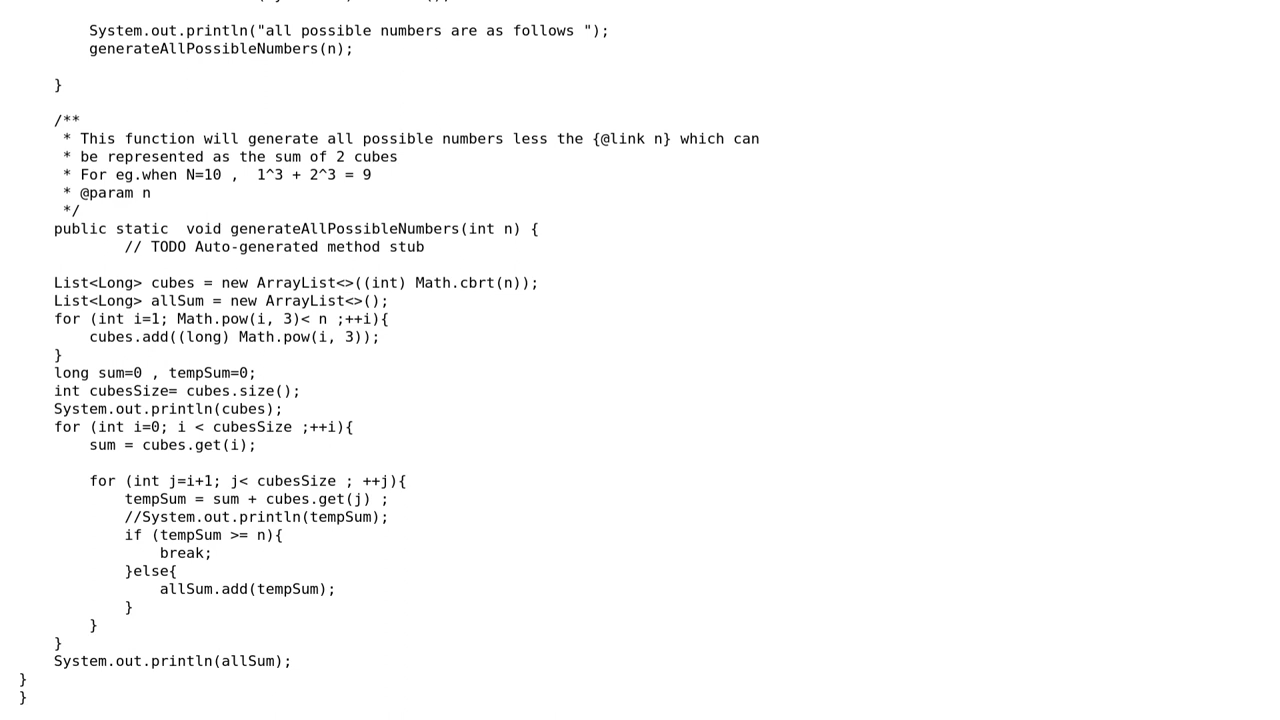 System.out.println("all possible numbers are as follows ");
generateAllPossibleNumbers(n);
}
/**
* This function will generate all possible numbers less the {@link n} which can
* be represented as the sum of 2 cubes
* For eg.when N=10 ,  1^3 + 2^3 = 9
* @param n
*/
public static  void generateAllPossibleNumbers(int n) {
// TODO Auto-generated method stub
List<Long> cubes = new ArrayList<>((int) Math.cbrt(n));
List<Long> allSum = new ArrayList<>();
for (int i=1; Math.pow(i, 3)< n ;++i){
cubes.add((long) Math.pow(i, 3));
}
long sum=0 , tempSum=0;
int cubesSize= cubes.size();
System.out.println(cubes);
for (int i=0; i < cubesSize ;++i){
sum = cubes.get(i);
for (int j=i+1; j< cubesSize ; ++j){
tempSum = sum + cubes.get(j) ;
//System.out.println(tempSum);
if (tempSum >= n){
break;
}else{
allSum.add(tempSum);
}
}
}
System.out.println(allSum);
}
}